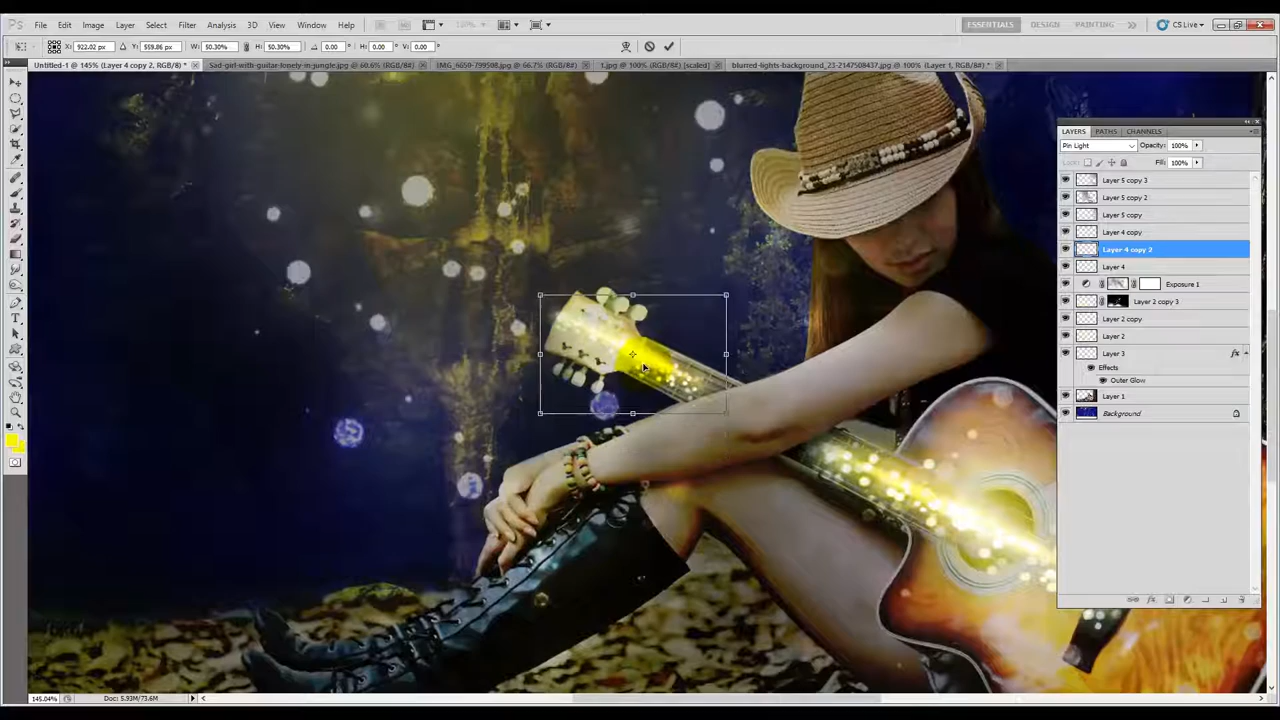 Ps File Edit Image Layer Select Filter Analysis 3D View Window Help ESSENTIALS DESIGN PAINTING CS Live
X: 922.02 px Y: 559.86 px W: 50.30% H: 50.30% 0.00 ° H: 0.00 ° V: 0.00 °
Untitled-1 @ 145% (Layer 4 copy 2, RGB/8) * Sad-girl-with-guitar-lonely-in-jungle.jpg @ 60.6% (RGB/8#) IMG_6650-799508.jpg @ 66.7% (RGB/8#) 1.jpg @ 100% (RGB/8#) [scaled] blurred-lights-background_23-2147508437.jpg @ 100% (Layer 1, RGB/8#) *
LAYERS PATHS CHANNELS
Pin Light Opacity: 100%
Fill: 100%
Layer 5 copy 3
Layer 5 copy 2
Layer 5 copy
Layer 4 copy
Layer 4 copy 2
Layer 4
Exposure 1
Layer 2 copy 3
Layer 2 copy
Layer 2
Layer 3 fx
Effects
Outer Glow
Layer 1
Background
145.04% Doc: 5.93M/73.6M